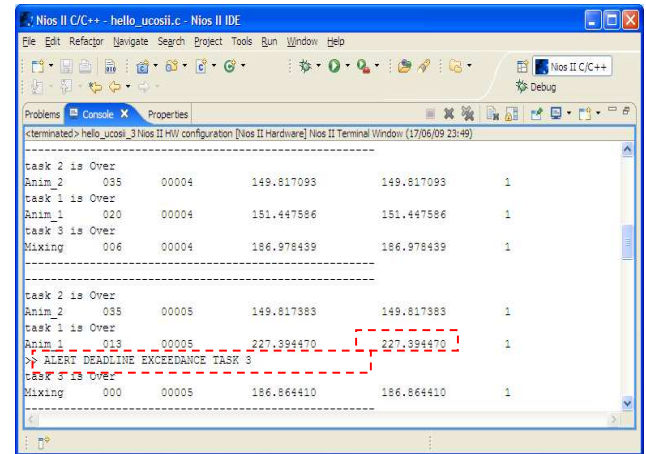 Nios II C/C++ - hello_ucosii.c - Nios II IDE
File Edit Refactor Navigate Search Project Tools Run Window Help
Nios II C/C++
Debug
Problems Console Properties
<terminated> hello_ucosii_3 Nios II HW configuration [Nios II Hardware] Nios II Terminal Window (17/06/09 23:49)
--------------------------------------------------
task 2 is Over
Anim_2 035 00004 149.817093 149.817093 1
task 1 is Over
Anim_1 020 00004 151.447586 151.447586 1
task 3 is Over
Mixing 006 00004 186.978439 186.978439 1
--------------------------------------------------
--------------------------------------------------
task 2 is Over
Anim_2 035 00005 149.817383 149.817383 1
task 1 is Over
Anim_1 013 00005 227.394470 227.394470 1
>> ALERT DEADLINE EXCEEDANCE TASK 3
task 3 is Over
Mixing 000 00005 186.864410 186.864410 1
--------------------------------------------------